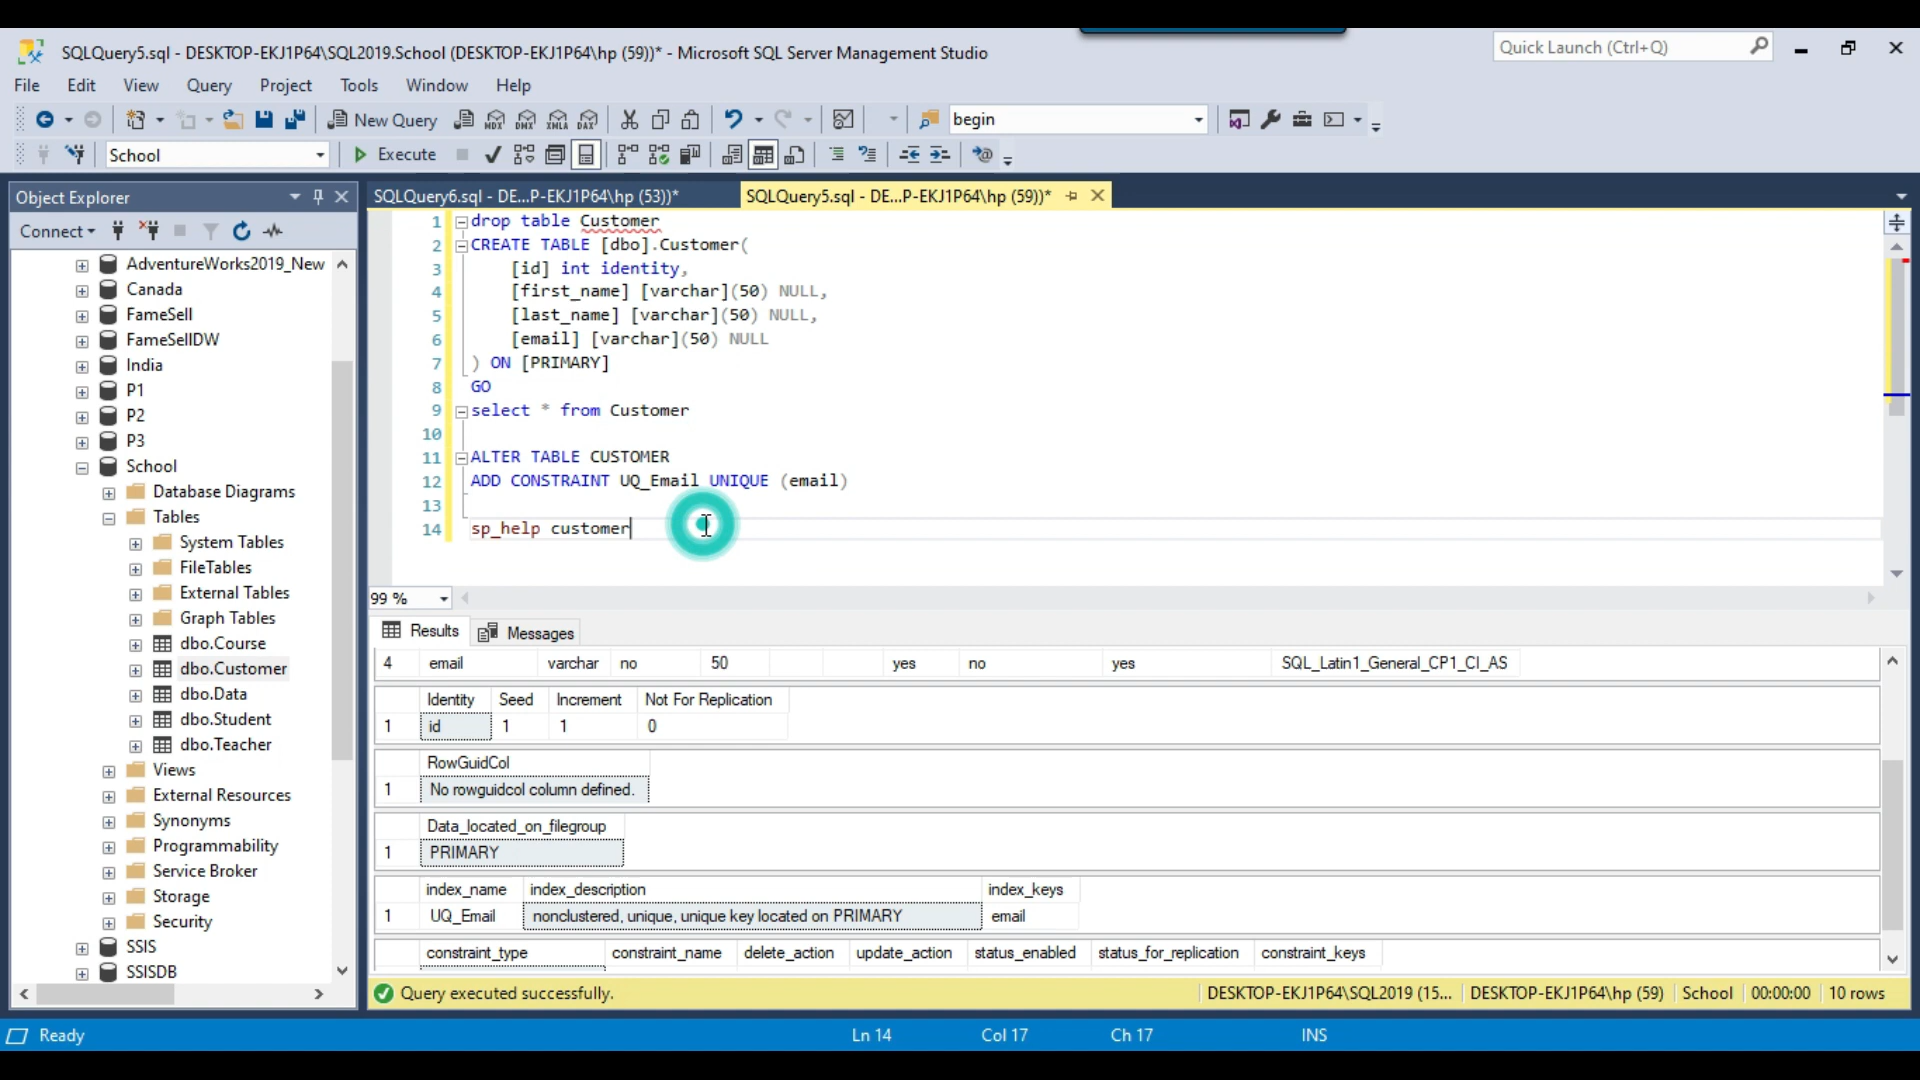 SQLQuery5.sql - DESKTOP-EKJ1P64\SQL2019.School (DESKTOP-EKJ1P64\hp (59))* - Microsoft SQL Server Management Studio
Quick Launch (Ctrl+Q)
File Edit View Query Project Tools Window Help
New Query MDX DMX XMLA DAX begin
School Execute
Object Explorer
Connect
AdventureWorks2019_New
Canada
FameSell
FameSellDW
India
P1
P2
P3
School
Database Diagrams
Tables
System Tables
FileTables
External Tables
Graph Tables
dbo.Course
dbo.Customer
dbo.Data
dbo.Student
dbo.Teacher
Views
External Resources
Synonyms
Programmability
Service Broker
Storage
Security
SSIS
SSISDB
SQLQuery6.sql - DE...P-EKJ1P64\hp (53))* SQLQuery5.sql - DE...P-EKJ1P64\hp (59))*
1 drop table Customer
2 CREATE TABLE [dbo].Customer(
3 [id] int identity,
4 [first_name] [varchar](50) NULL,
5 [last_name] [varchar](50) NULL,
6 [email] [varchar](50) NULL
7 ) ON [PRIMARY]
8 GO
9 select * from Customer
10
11 ALTER TABLE CUSTOMER
12 ADD CONSTRAINT UQ_Email UNIQUE (email)
13
14 sp_help customer
99 %
Results Messages
4 email varchar no 50 yes no yes SQL_Latin1_General_CP1_CI_AS
Identity Seed Increment Not For Replication
1 id 1 1 0
RowGuidCol
1 No rowguidcol column defined.
Data_located_on_filegroup
1 PRIMARY
index_name index_description index_keys
1 UQ_Email nonclustered, unique, unique key located on PRIMARY email
constraint_type constraint_name delete_action update_action status_enabled status_for_replication constraint_keys
Query executed successfully. DESKTOP-EKJ1P64\SQL2019 (15... DESKTOP-EKJ1P64\hp (59) School 00:00:00 10 rows
Ready Ln 14 Col 17 Ch 17 INS